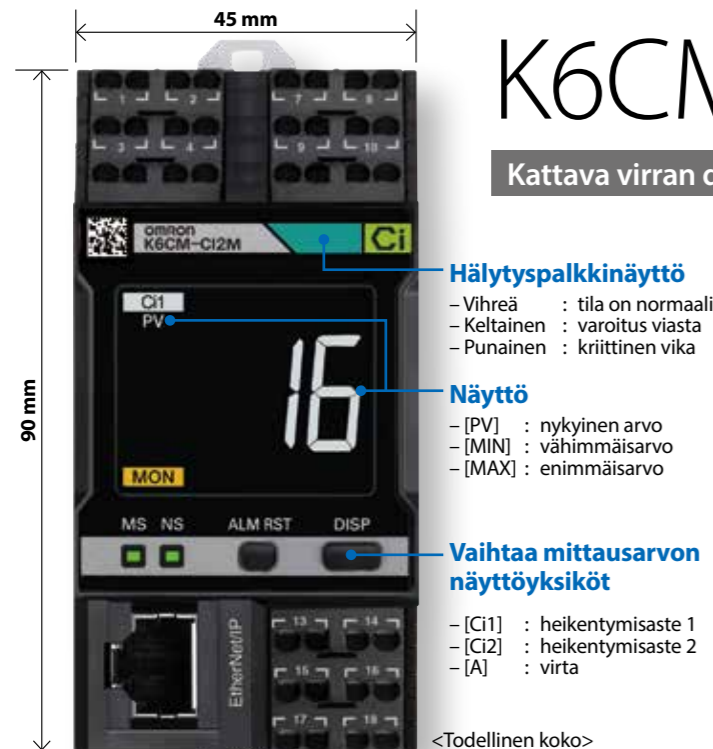 45 mm
K6CM
Kattava virran
90 mm
1 2 7 8
3 4 9 10
OMRON
K6CM-CI2M
Ci
Hälytyspalkkinäyttö
– Vihreä : tila on normaali
– Keltainen : varoitus viasta
– Punainen : kriittinen vika
Ci1
PV
16
Näyttö
– [PV] : nykyinen arvo
– [MIN] : vähimmäisarvo
– [MAX] : enimmäisarvo
MON
MS NS ALM RST DISP
Vaihtaa mittausarvon
näyttöyksiköt
– [Ci1] : heikentymisaste 1
– [Ci2] : heikentymisaste 2
– [A] : virta
EtherNet/IP
13 14
15 16
17 18
<Todellinen koko>